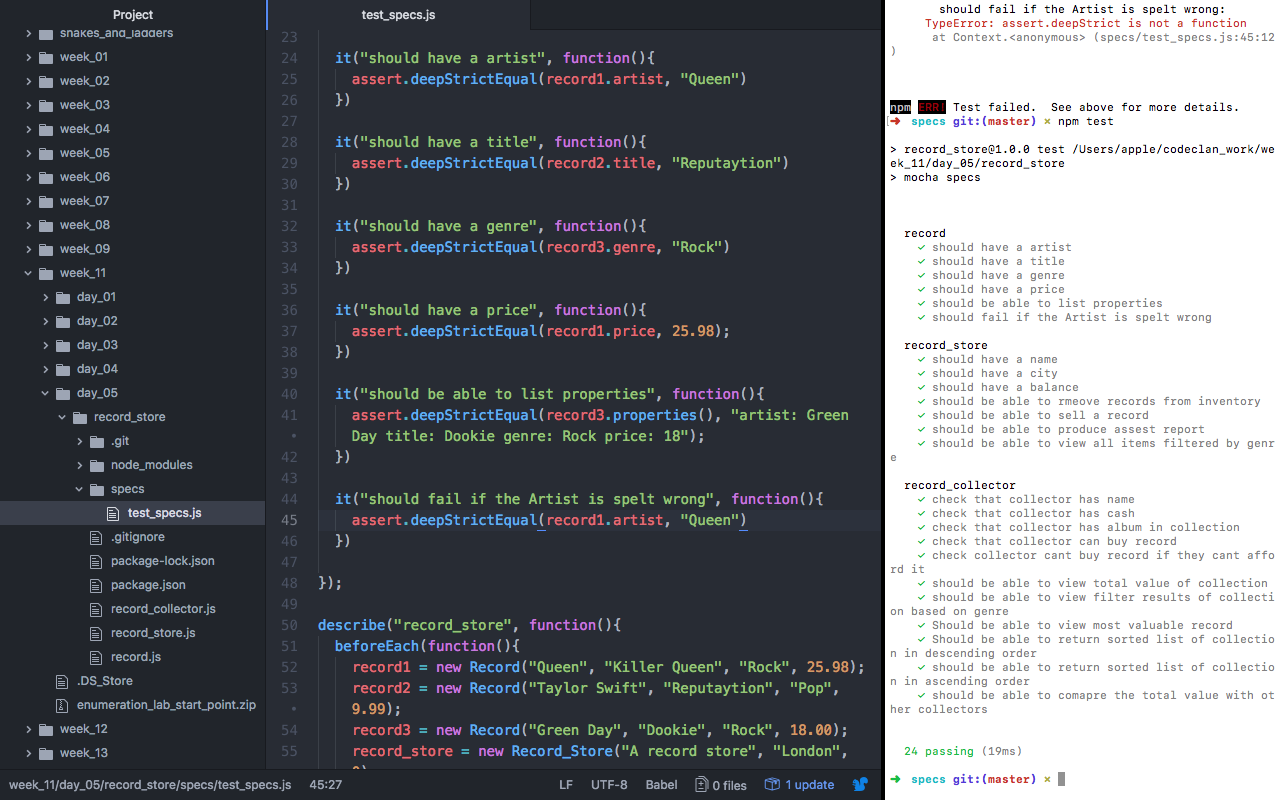 Project
snakes_and_ladders
week_01
week_02
week_03
week_04
week_05
week_06
week_07
week_08
week_09
week_11
day_01
day_02
day_03
day_04
day_05
record_store
.git
node_modules
specs
test_specs.js
.gitignore
package-lock.json
package.json
record_collector.js
record_store.js
record.js
.DS_Store
enumeration_lab_start_point.zip
week_12
week_13
test_specs.js
23
24 it("should have a artist", function(){
25 assert.deepStrictEqual(record1.artist, "Queen")
26 })
27
28 it("should have a title", function(){
29 assert.deepStrictEqual(record2.title, "Reputaytion")
30 })
31
32 it("should have a genre", function(){
33 assert.deepStrictEqual(record3.genre, "Rock")
34 })
35
36 it("should have a price", function(){
37 assert.deepStrictEqual(record1.price, 25.98);
38 })
39
40 it("should be able to list properties", function(){
41 assert.deepStrictEqual(record3.properties(), "artist: Green
• Day title: Dookie genre: Rock price: 18");
42 })
43
44 it("should fail if the Artist is spelt wrong", function(){
45 assert.deepStrictEqual(record1.artist, "Queen")
46 })
47
48 });
49
50 describe("record_store", function(){
51 beforeEach(function(){
52 record1 = new Record("Queen", "Killer Queen", "Rock", 25.98);
53 record2 = new Record("Taylor Swift", "Reputaytion", "Pop",
• 9.99);
54 record3 = new Record("Green Day", "Dookie", "Rock", 18.00);
55 record_store = new Record_Store("A record store", "London",
week_11/day_05/record_store/specs/test_specs.js 45:27 LF UTF-8 Babel 0 files 1 update
should fail if the Artist is spelt wrong:
TypeError: assert.deepStrict is not a function
at Context.<anonymous> (specs/test_specs.js:45:12
)
npm ERR! Test failed. See above for more details.
[➜ specs git:(master) × npm test
> record_store@1.0.0 test /Users/apple/codeclan_work/we
ek_11/day_05/record_store
> mocha specs
record
✓ should have a artist
✓ should have a title
✓ should have a genre
✓ should have a price
✓ should be able to list properties
✓ should fail if the Artist is spelt wrong
record_store
✓ should have a name
✓ should have a city
✓ should have a balance
✓ should be able to rmeove records from inventory
✓ should be able to sell a record
✓ should be able to produce assest report
✓ should be able to view all items filtered by genr
e
record_collector
✓ check that collector has name
✓ check that collector has cash
✓ check that collector has album in collection
✓ check that collector can buy record
✓ check collector cant buy record if they cant affo
rd it
✓ should be able to view total value of collection
✓ should be able to view filter results of collecti
on based on genre
✓ Should be able to view most valuable record
✓ Should be able to return sorted list of collectio
n in descending order
✓ should be able to return sorted list of collectio
n in ascending order
✓ should be able to comapre the total value with ot
her collectors
24 passing (19ms)
➜ specs git:(master) ×